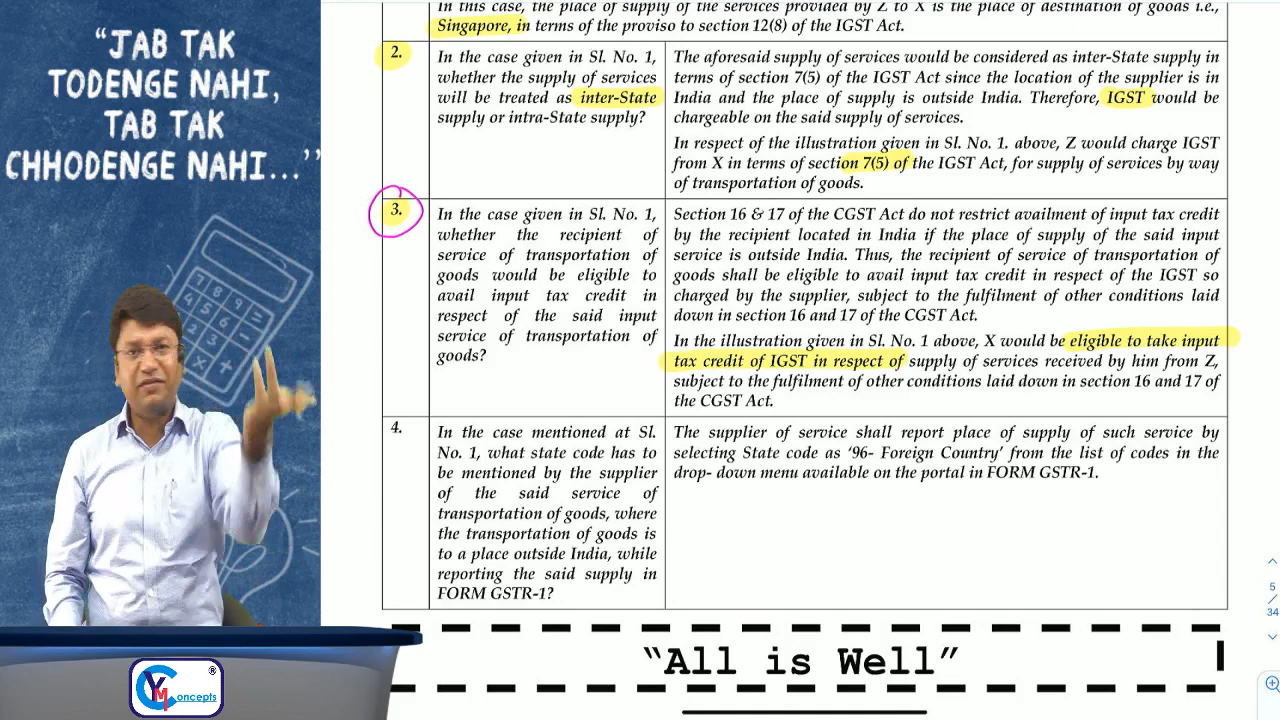 “JAB TAK
TODENGE NAHI,
TAB TAK
CHHODENGE NAHI...’’
7 8 9 ÷
4 5 6 −
In this case, the place of supply of the services provided by Z to X is the place of destination of goods i.e.,
Singapore, in terms of the proviso to section 12(8) of the IGST Act.
2.
In the case given in Sl. No. 1,
whether the supply of services
will be treated as inter-State
supply or intra-State supply?
The aforesaid supply of services would be considered as inter-State supply in
terms of section 7(5) of the IGST Act since the location of the supplier is in
India and the place of supply is outside India. Therefore, IGST would be
chargeable on the said supply of services.
In respect of the illustration given in Sl. No. 1. above, Z would charge IGST
from X in terms of section 7(5) of the IGST Act, for supply of services by way
of transportation of goods.
3.
In the case given in Sl. No. 1,
whether the recipient of
service of transportation of
goods would be eligible to
avail input tax credit in
respect of the said input
service of transportation of
goods?
Section 16 & 17 of the CGST Act do not restrict availment of input tax credit
by the recipient located in India if the place of supply of the said input
service is outside India. Thus, the recipient of service of transportation of
goods shall be eligible to avail input tax credit in respect of the IGST so
charged by the supplier, subject to the fulfilment of other conditions laid
down in section 16 and 17 of the CGST Act.
In the illustration given in Sl. No. 1 above, X would be eligible to take input
tax credit of IGST in respect of supply of services received by him from Z,
subject to the fulfilment of other conditions laid down in section 16 and 17 of
the CGST Act.
4.
In the case mentioned at Sl.
No. 1, what state code has to
be mentioned by the supplier
of the said service of
transportation of goods, where
the transportation of goods is
to a place outside India, while
reporting the said supply in
FORM GSTR-1?
The supplier of service shall report place of supply of such service by
selecting State code as ‘96- Foreign Country’ from the list of codes in the
drop- down menu available on the portal in FORM GSTR-1.
5
/
34
“All is Well”
YM Concepts ®